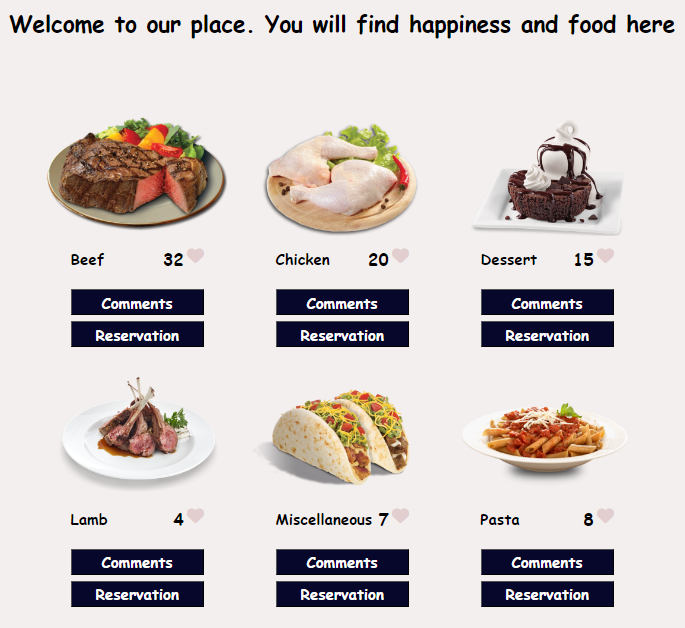 Welcome to our place. You will find happiness and food here
Beef 32
Chicken 20
Dessert 15
Comments
Comments
Comments
Reservation
Reservation
Reservation
Lamb 4
Miscellaneous 7
Pasta 8
Comments
Comments
Comments
Reservation
Reservation
Reservation